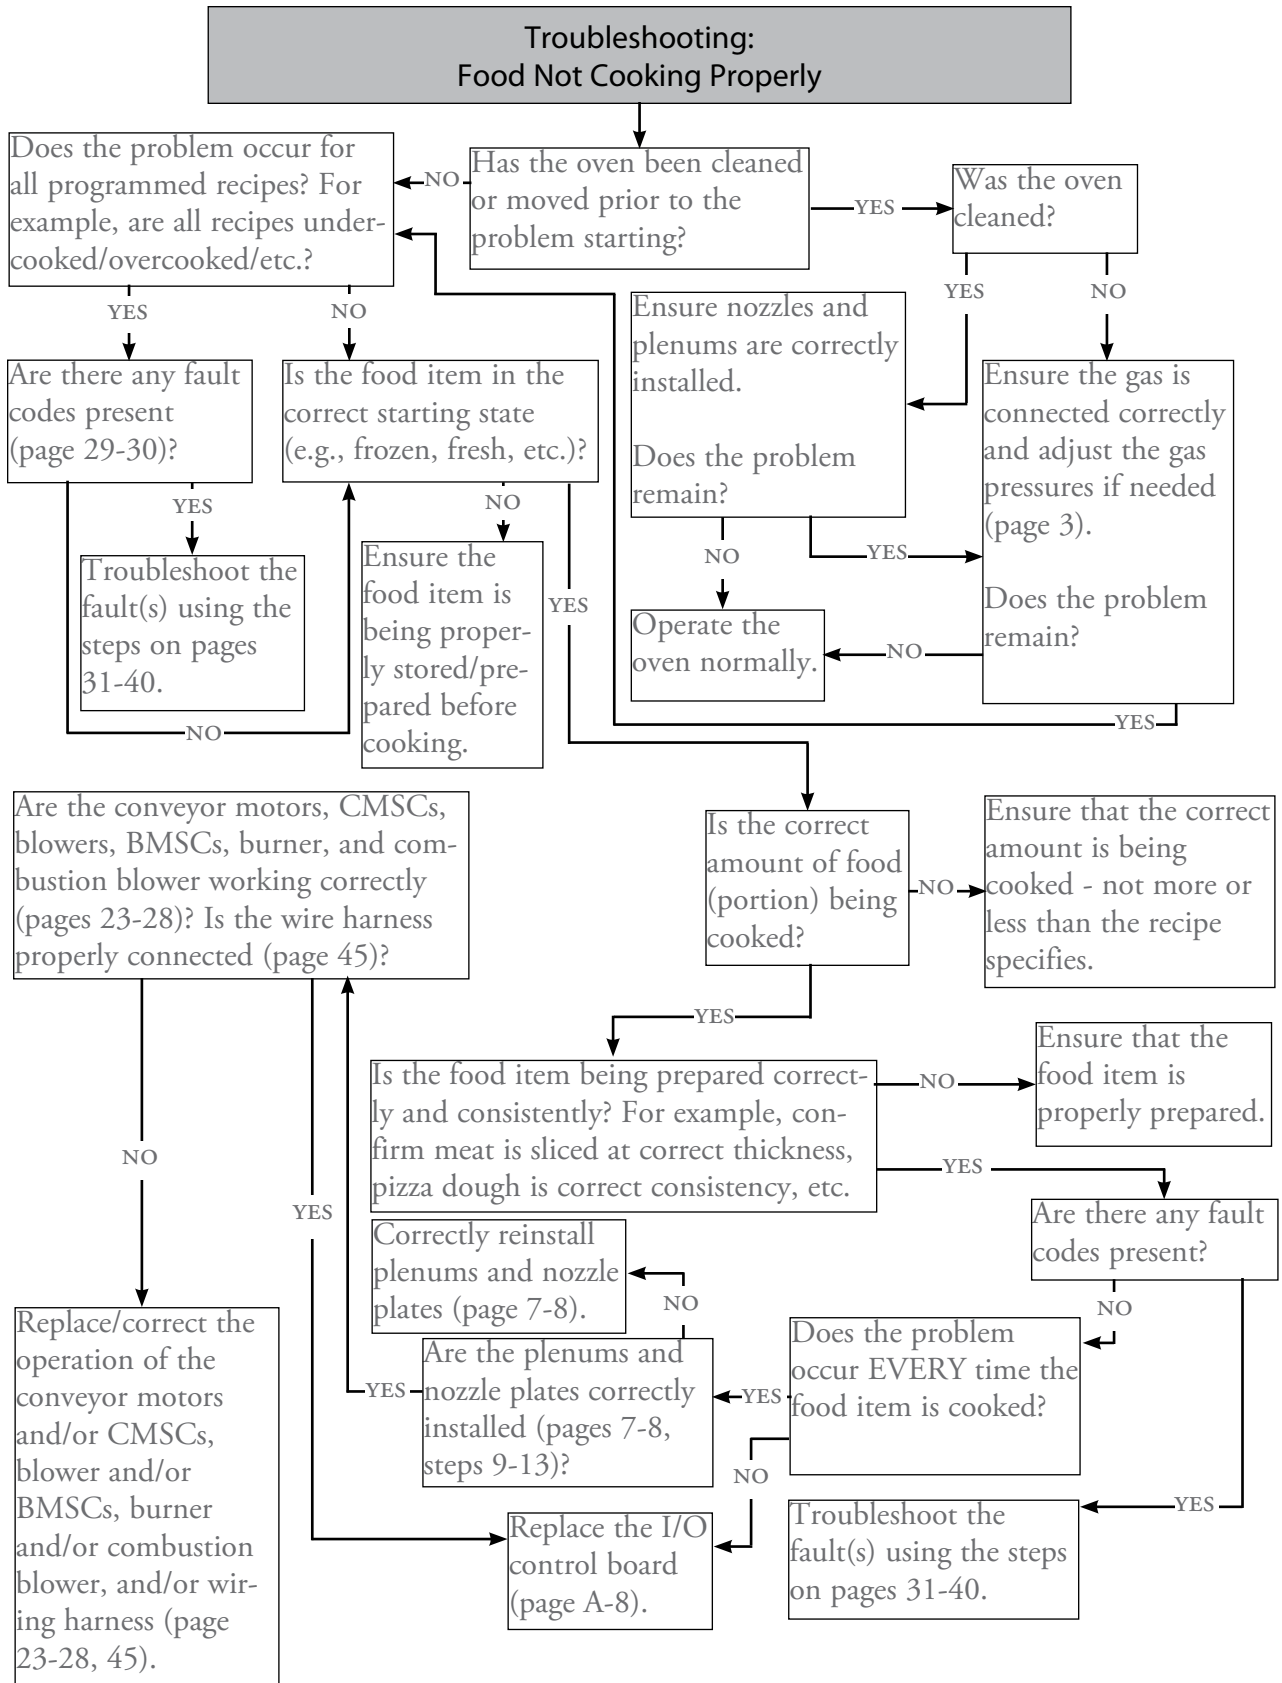 Troubleshooting:
Food Not Cooking Properly
Does the problem occur for
all programmed recipes? For
example, are all recipes under-
cooked/overcooked/etc.?
NO
Has the oven been cleaned
or moved prior to the
problem starting?
YES
Was the oven
cleaned?
YES
NO
YES
NO
Ensure nozzles and
plenums are correctly
installed.
Does the problem
remain?
Ensure the gas is
connected correctly
and adjust the gas
pressures if needed
(page 3).
Does the problem
remain?
Are there any fault
codes present
(page 29-30)?
Is the food item in the
correct starting state
(e.g., frozen, fresh, etc.)?
YES
NO
NO
YES
Troubleshoot the
fault(s) using the
steps on pages
31-40.
Ensure the
food item is
being proper-
ly stored/pre-
pared before
cooking.
YES
Operate the
oven normally.
NO
NO
YES
Are the conveyor motors, CMSCs,
blowers, BMSCs, burner, and com-
bustion blower working correctly
(pages 23-28)? Is the wire harness
properly connected (page 45)?
Is the correct
amount of food
(portion) being
cooked?
NO
Ensure that the correct
amount is being
cooked - not more or
less than the recipe
specifies.
YES
Is the food item being prepared correct-
ly and consistently? For example, con-
firm meat is sliced at correct thickness,
pizza dough is correct consistency, etc.
NO
Ensure that the
food item is
properly prepared.
NO
YES
YES
Are there any fault
codes present?
Correctly reinstall
plenums and nozzle
plates (page 7-8).
NO
NO
Replace/correct the
operation of the
conveyor motors
and/or CMSCs,
blower and/or
BMSCs, burner
and/or combustion
blower, and/or wir-
ing harness (page
23-28, 45).
YES
Are the plenums and
nozzle plates correctly
installed (pages 7-8,
steps 9-13)?
YES
Does the problem
occur EVERY time the
food item is cooked?
NO
Replace the I/O
control board
(page A-8).
Troubleshoot the
fault(s) using the steps
on pages 31-40.
YES